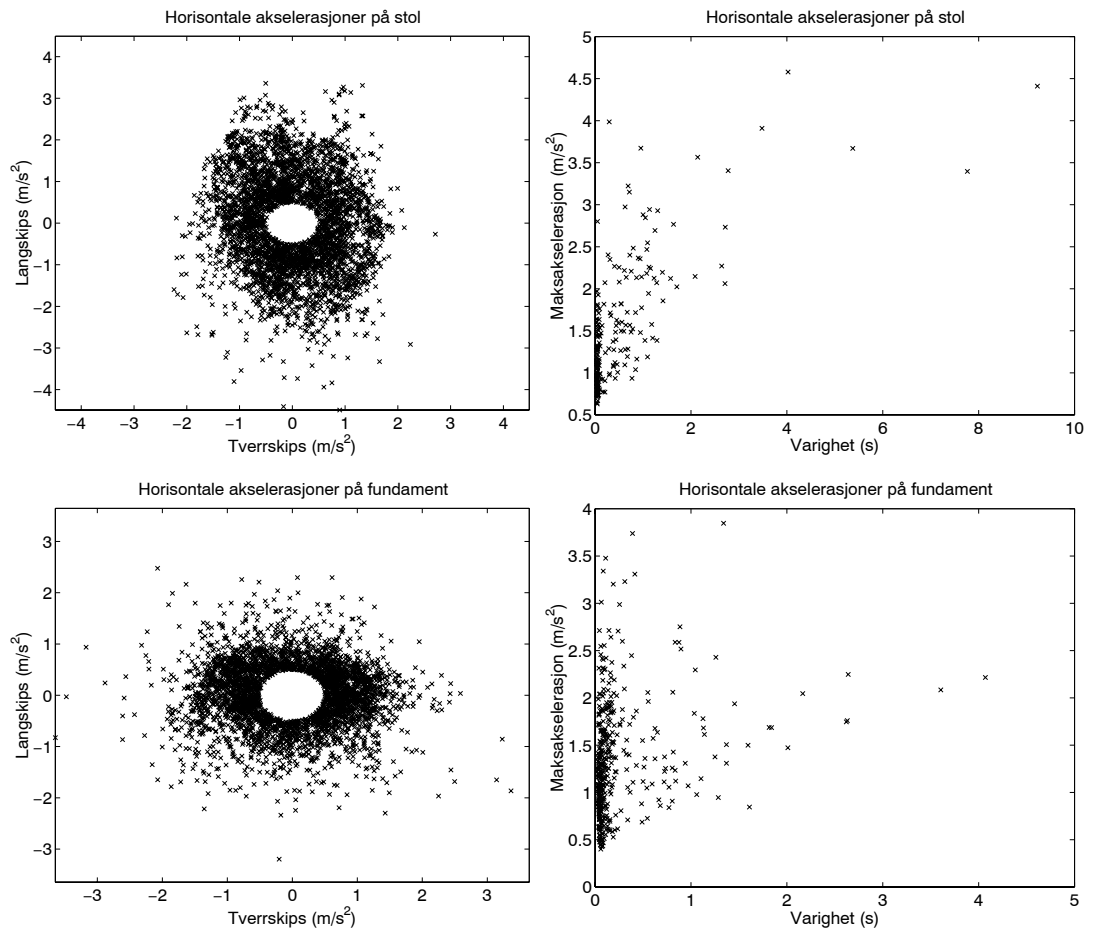 Horisontale akselerasjoner på stol
4
3
2
1
0
−1
−2
−3
−4
Langskips (m/s²)
−4 −3 −2 −1 0 1 2 3 4
Tverrskips (m/s²)
Horisontale akselerasjoner på stol
5
4.5
4
3.5
3
2.5
2
1.5
1
0.5
Maksakselerasjon (m/s²)
0 2 4 6 8 10
Varighet (s)
Horisontale akselerasjoner på fundament
3
2
1
0
−1
−2
−3
Langskips (m/s²)
−3 −2 −1 0 1 2 3
Tverrskips (m/s²)
Horisontale akselerasjoner på fundament
4
3.5
3
2.5
2
1.5
1
0.5
0
Maksakselerasjon (m/s²)
0 1 2 3 4 5
Varighet (s)